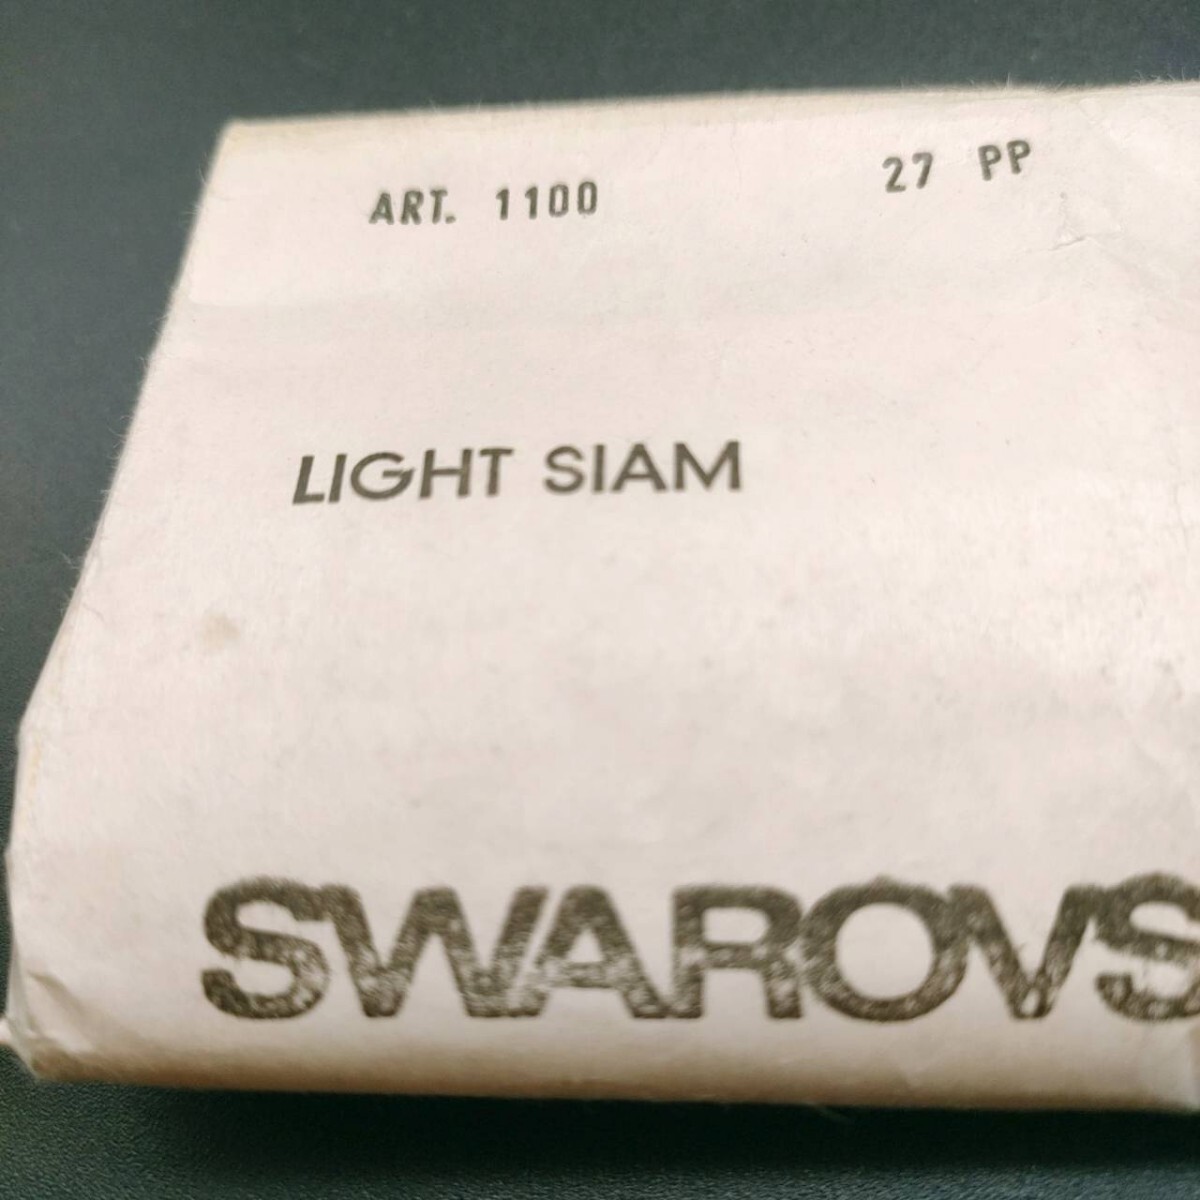 ART. 1100 27 PP
LIGHT SIAM
SWAROVS